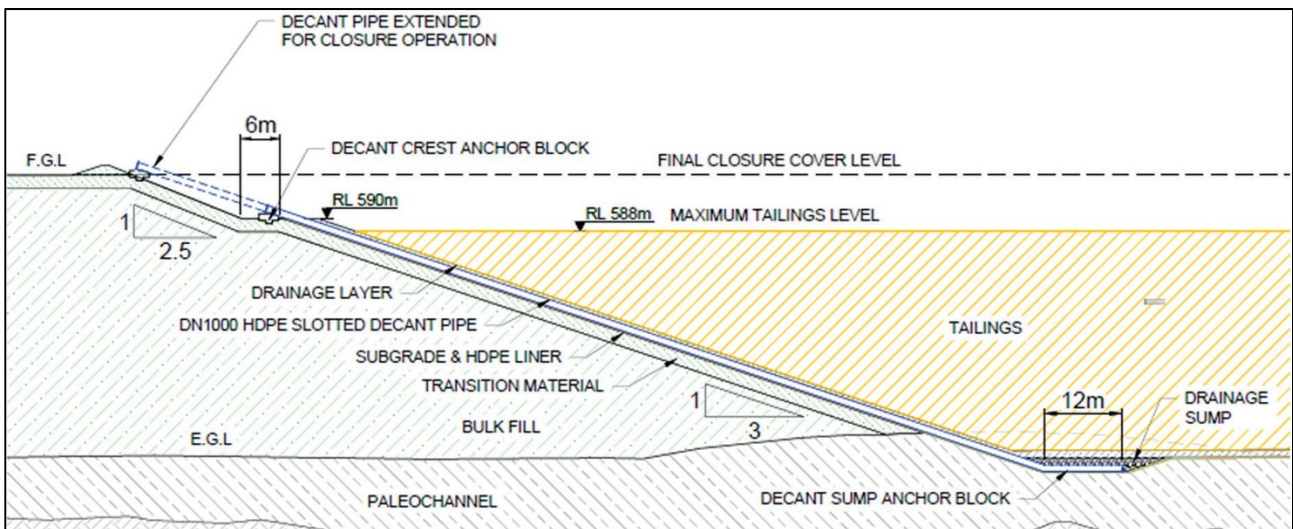 DECANT PIPE EXTENDED
FOR CLOSURE OPERATION
6m
DECANT CREST ANCHOR BLOCK
F.G.L
FINAL CLOSURE COVER LEVEL
RL 590m
RL 588m
MAXIMUM TAILINGS LEVEL
1
2.5
DRAINAGE LAYER
DN1000 HDPE SLOTTED DECANT PIPE
TAILINGS
SUBGRADE & HDPE LINER
TRANSITION MATERIAL
1
3
12m
DRAINAGE
SUMP
BULK FILL
E.G.L
PALEOCHANNEL
DECANT SUMP ANCHOR BLOCK